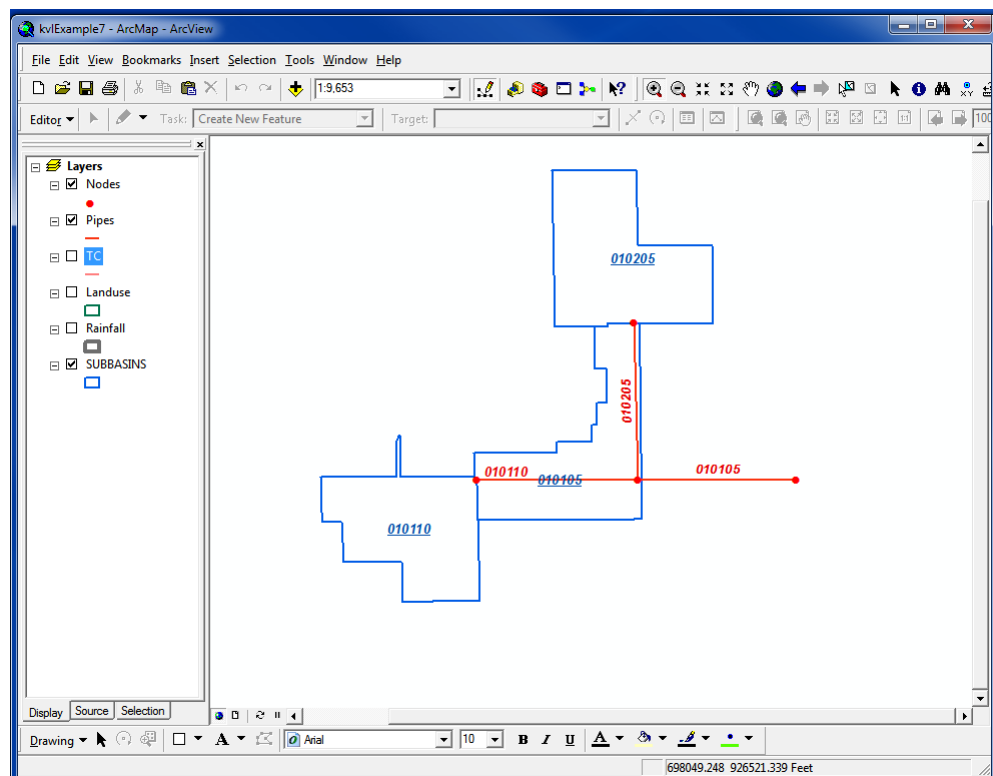 kvlExample7 - ArcMap - ArcView
File Edit View Bookmarks Insert Selection Tools Window Help
1:9,653
Editor Task: Create New Feature Target: 100
Layers
Nodes
Pipes
TC
Landuse
Rainfall
SUBBASINS
010205
010205
010110
010105
010105
010110
Display Source Selection
Drawing A Arial 10 B I U A
698049.248 926521.339 Feet